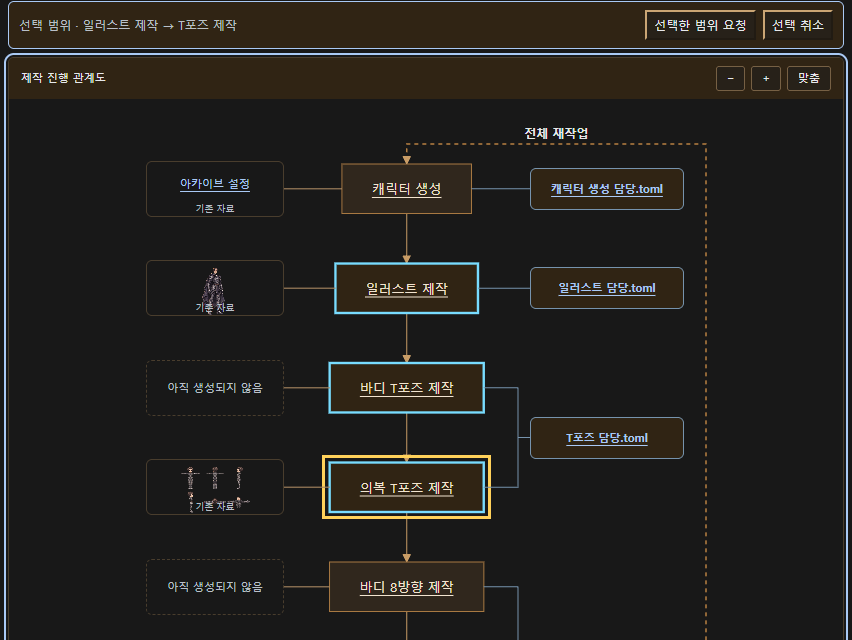 선택 범위 · 일러스트 제작 → T포즈 제작
선택한 범위 요청
선택 취소
제작 진행 관계도
−
+
맞춤
전체 재작업
아카이브 설정
기존 자료
캐릭터 생성
캐릭터 생성 담당.toml
기존 자료
일러스트 제작
일러스트 담당.toml
아직 생성되지 않음
바디 T포즈 제작
T포즈 담당.toml
기존 자료
의복 T포즈 제작
아직 생성되지 않음
바디 8방향 제작